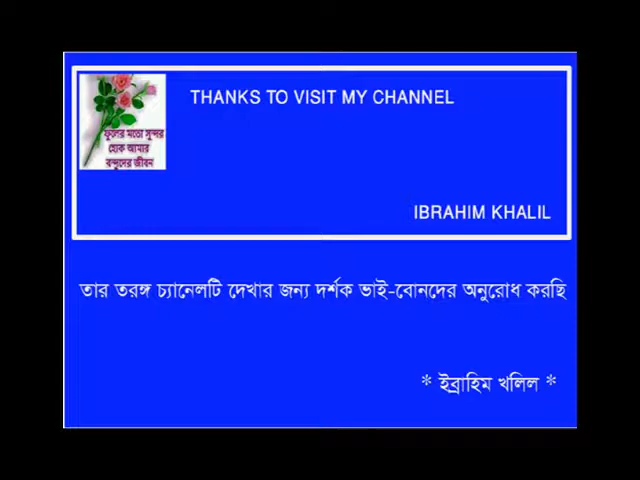 THANKS TO VISIT MY CHANNEL
ফুলের মতো সুন্দর
হোক আমার
বন্দুদের জীবন
IBRAHIM KHALIL
তার তরঙ্গ চ্যানেলটি দেখার জন্য দর্শক ভাই-বোনদের অনুরোধ করছি
* ইব্রাহিম খলিল *